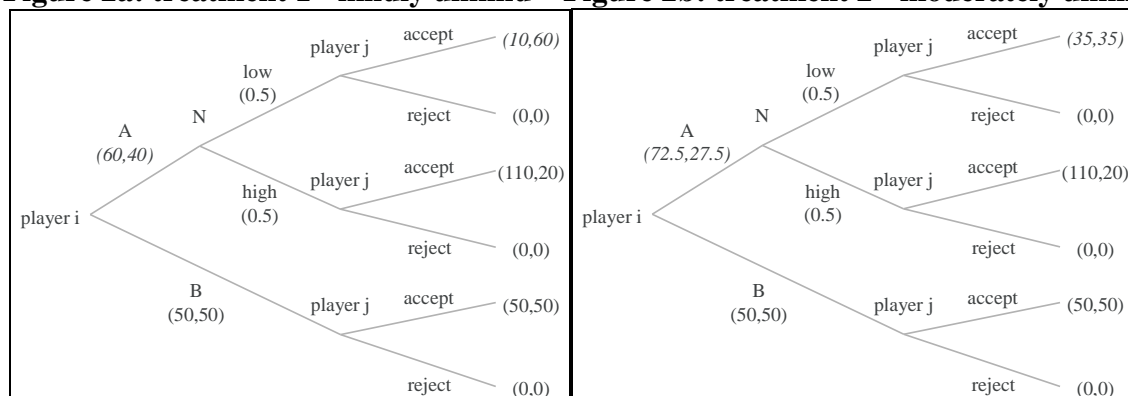 Figure 2a: treatment 1 - mildly unkind
player i
A
(60,40)
N
low
(0.5)
player j
accept
(10,60)
reject
(0,0)
high
(0.5)
player j
accept
(110,20)
reject
(0,0)
B
(50,50)
player j
accept
(50,50)
reject
(0,0)
Figure 2b: treatment 2 - moderately
player i
A
(72.5,27.5)
N
low
(0.5)
player j
accept
(35,35)
reject
(0,0)
high
(0.5)
player j
accept
(110,20)
reject
(0,0)
B
(50,50)
player j
accept
(50,50)
reject
(0,0)